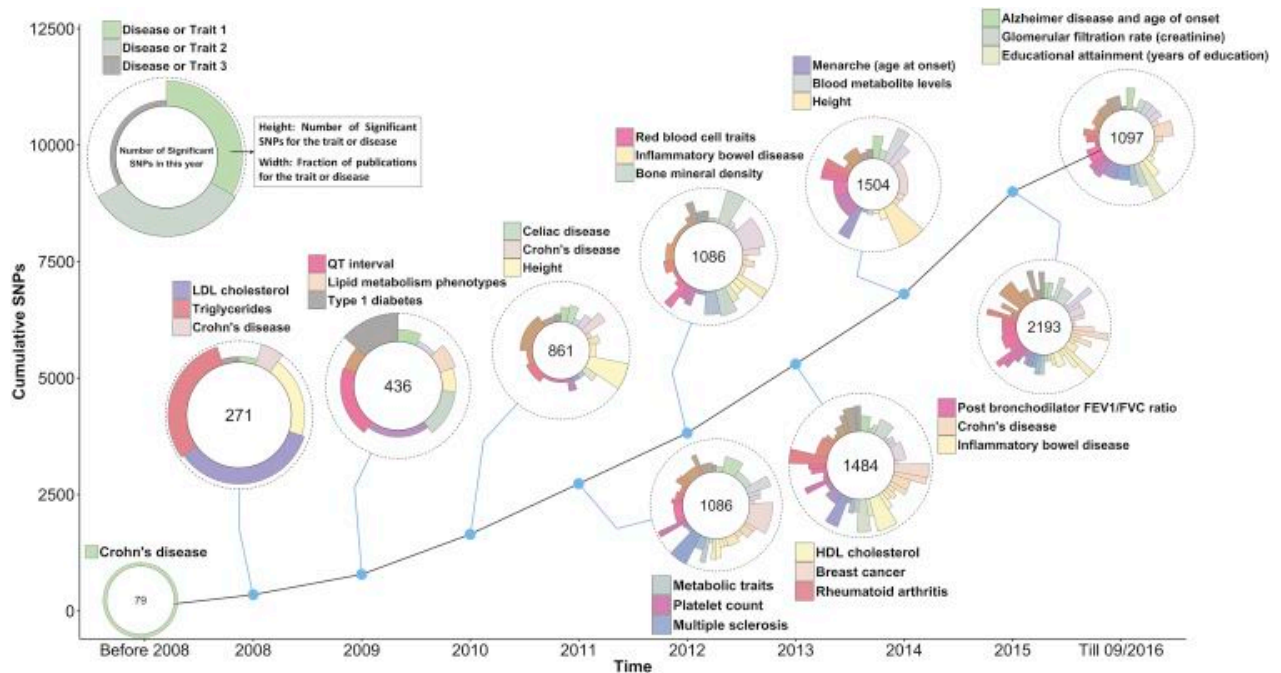 12500
10000
7500
5000
2500
0
Cumulative SNPs
Disease or Trait 1
Disease or Trait 2
Disease or Trait 3
Number of Significant
SNPs in this year
Height: Number of Significant
SNPs for the trait or disease
Width: Fraction of publications
for the trait or disease
Crohn's disease
79
LDL cholesterol
Triglycerides
Crohn's disease
271
QT interval
Lipid metabolism phenotypes
Type 1 diabetes
436
Celiac disease
Crohn's disease
Height
861
Red blood cell traits
Inflammatory bowel disease
Bone mineral density
1086
1086
Metabolic traits
Platelet count
Multiple sclerosis
Menarche (age at onset)
Blood metabolite levels
Height
1504
1484
HDL cholesterol
Breast cancer
Rheumatoid arthritis
Alzheimer disease and age of onset
Glomerular filtration rate (creatinine)
Educational attainment (years of education)
1097
2193
Post bronchodilator FEV1/FVC ratio
Crohn's disease
Inflammatory bowel disease
Before 2008 2008 2009 2010 2011 2012 2013 2014 2015 Till 09/2016
Time